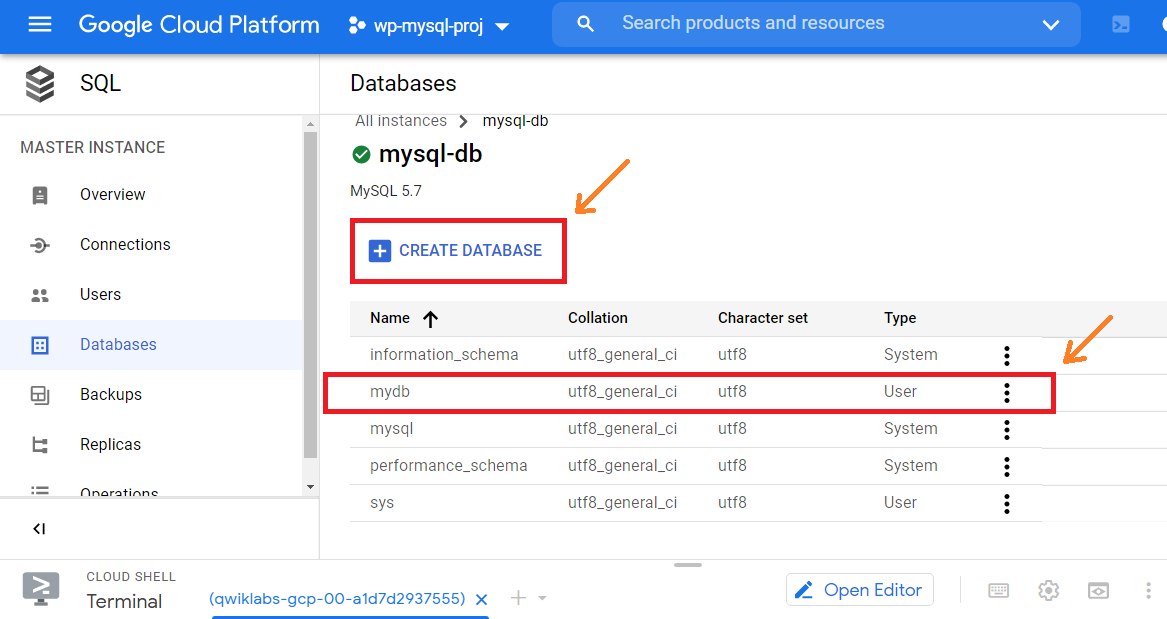 Google Cloud Platform wp-mysql-proj Search products and resources
SQL
Databases
MASTER INSTANCE
Overview
Connections
Users
Databases
Backups
Replicas
Operations
All instances mysql-db
mysql-db
MySQL 5.7
CREATE DATABASE
Name Collation Character set Type
information_schema utf8_general_ci utf8 System
mydb utf8_general_ci utf8 User
mysql utf8_general_ci utf8 System
performance_schema utf8_general_ci utf8 System
sys utf8_general_ci utf8 User
CLOUD SHELL
Terminal
(qwiklabs-gcp-00-a1d7d2937555)
Open Editor